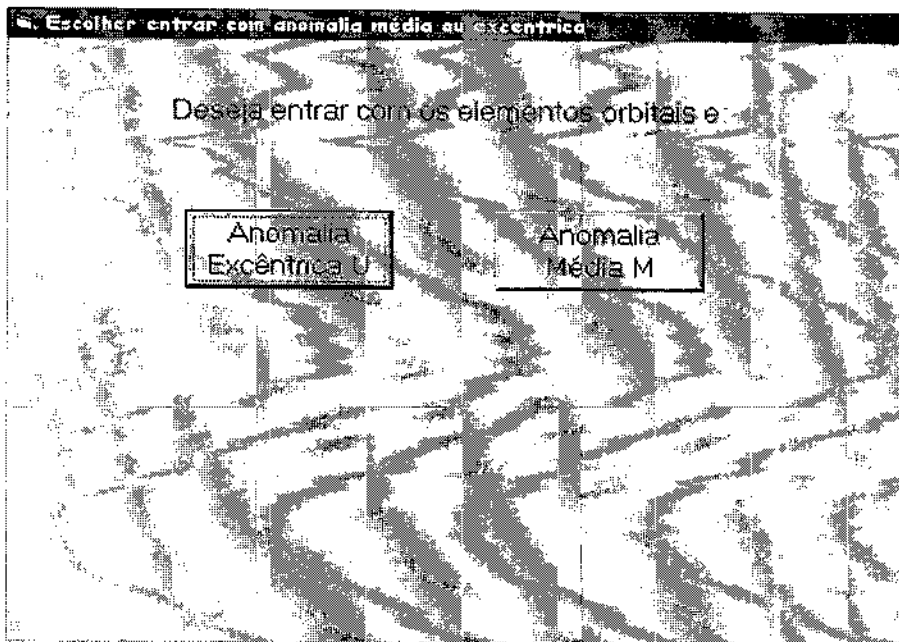 Escolher entrar com anomalia média ou excentrica
Deseja entrar com os elementos orbitais e:
Anomalia
Excêntrica U
Anomalia
Média M